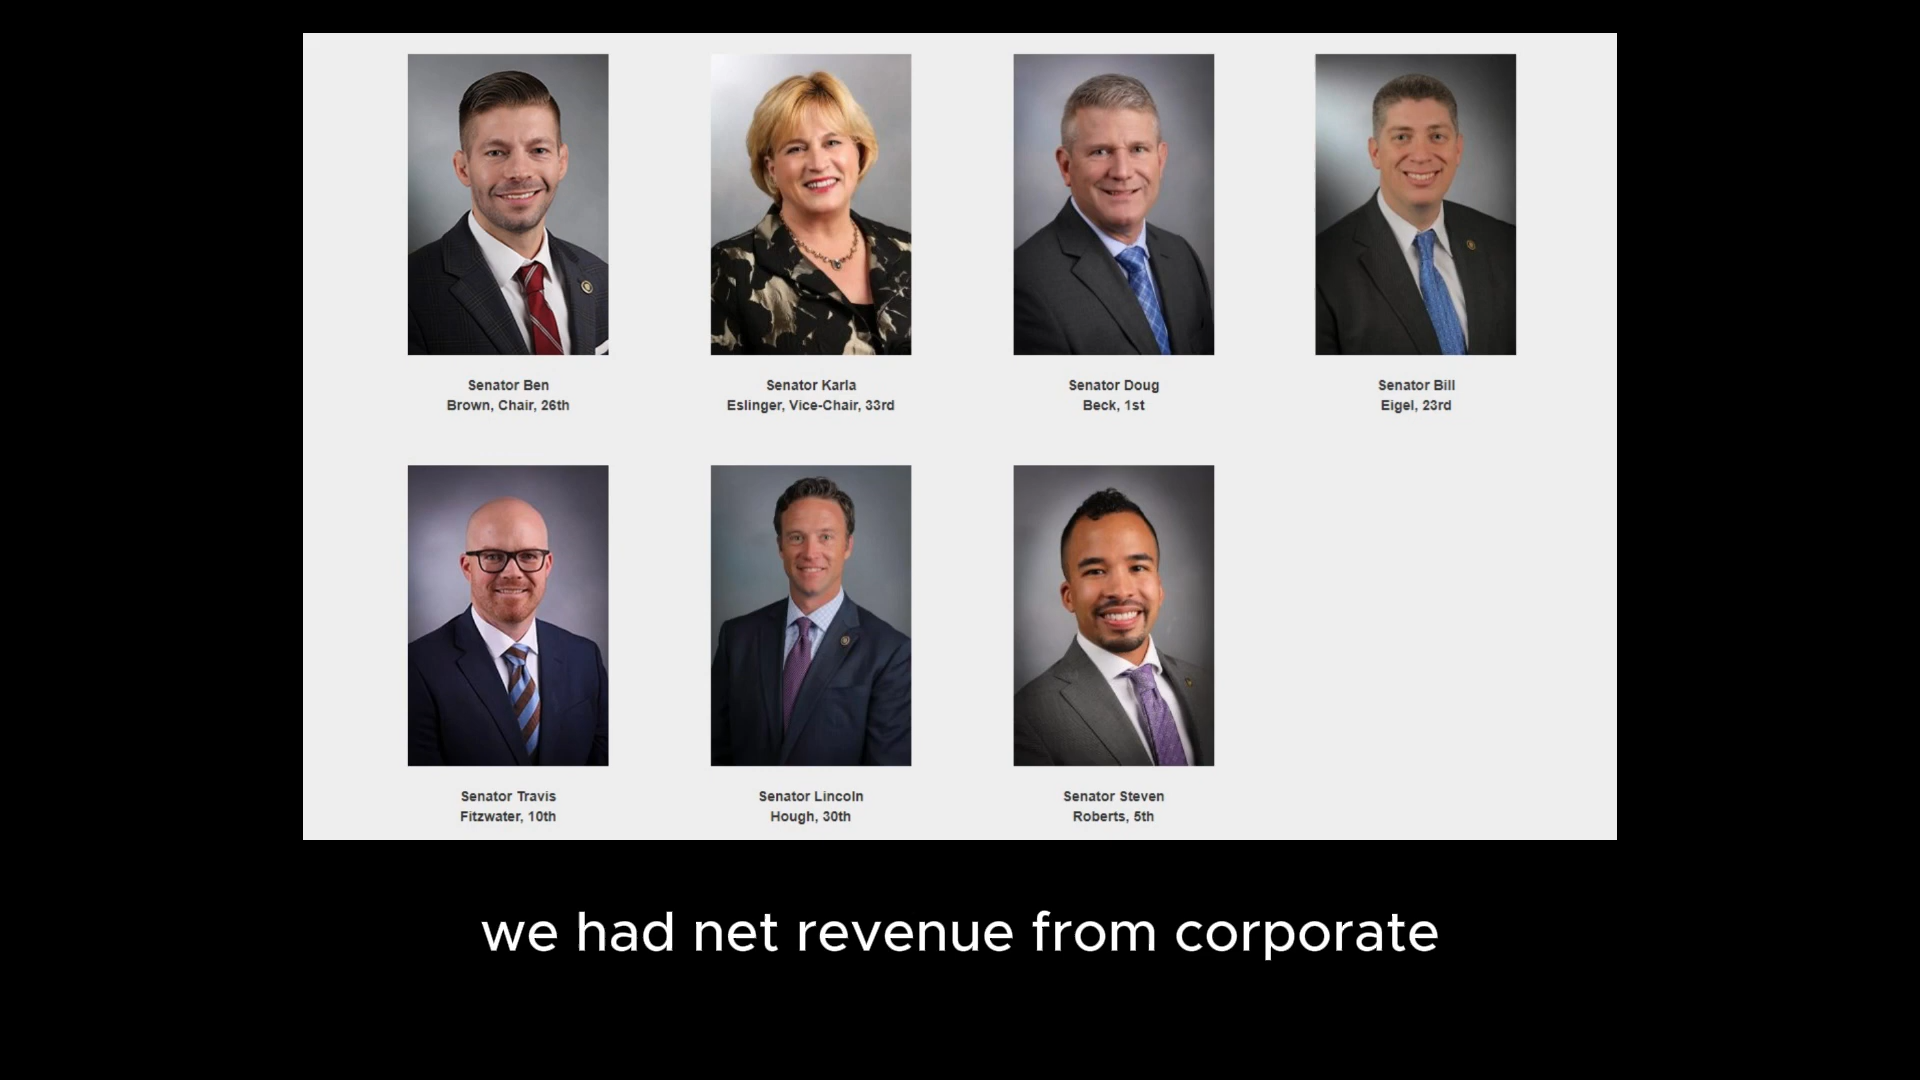 Senator Ben
Brown, Chair, 26th
Senator Karla
Eslinger, Vice-Chair, 33rd
Senator Doug
Beck, 1st
Senator Bill
Eigel, 23rd
Senator Travis
Fitzwater, 10th
Senator Lincoln
Hough, 30th
Senator Steven
Roberts, 5th
we had net revenue from corporate